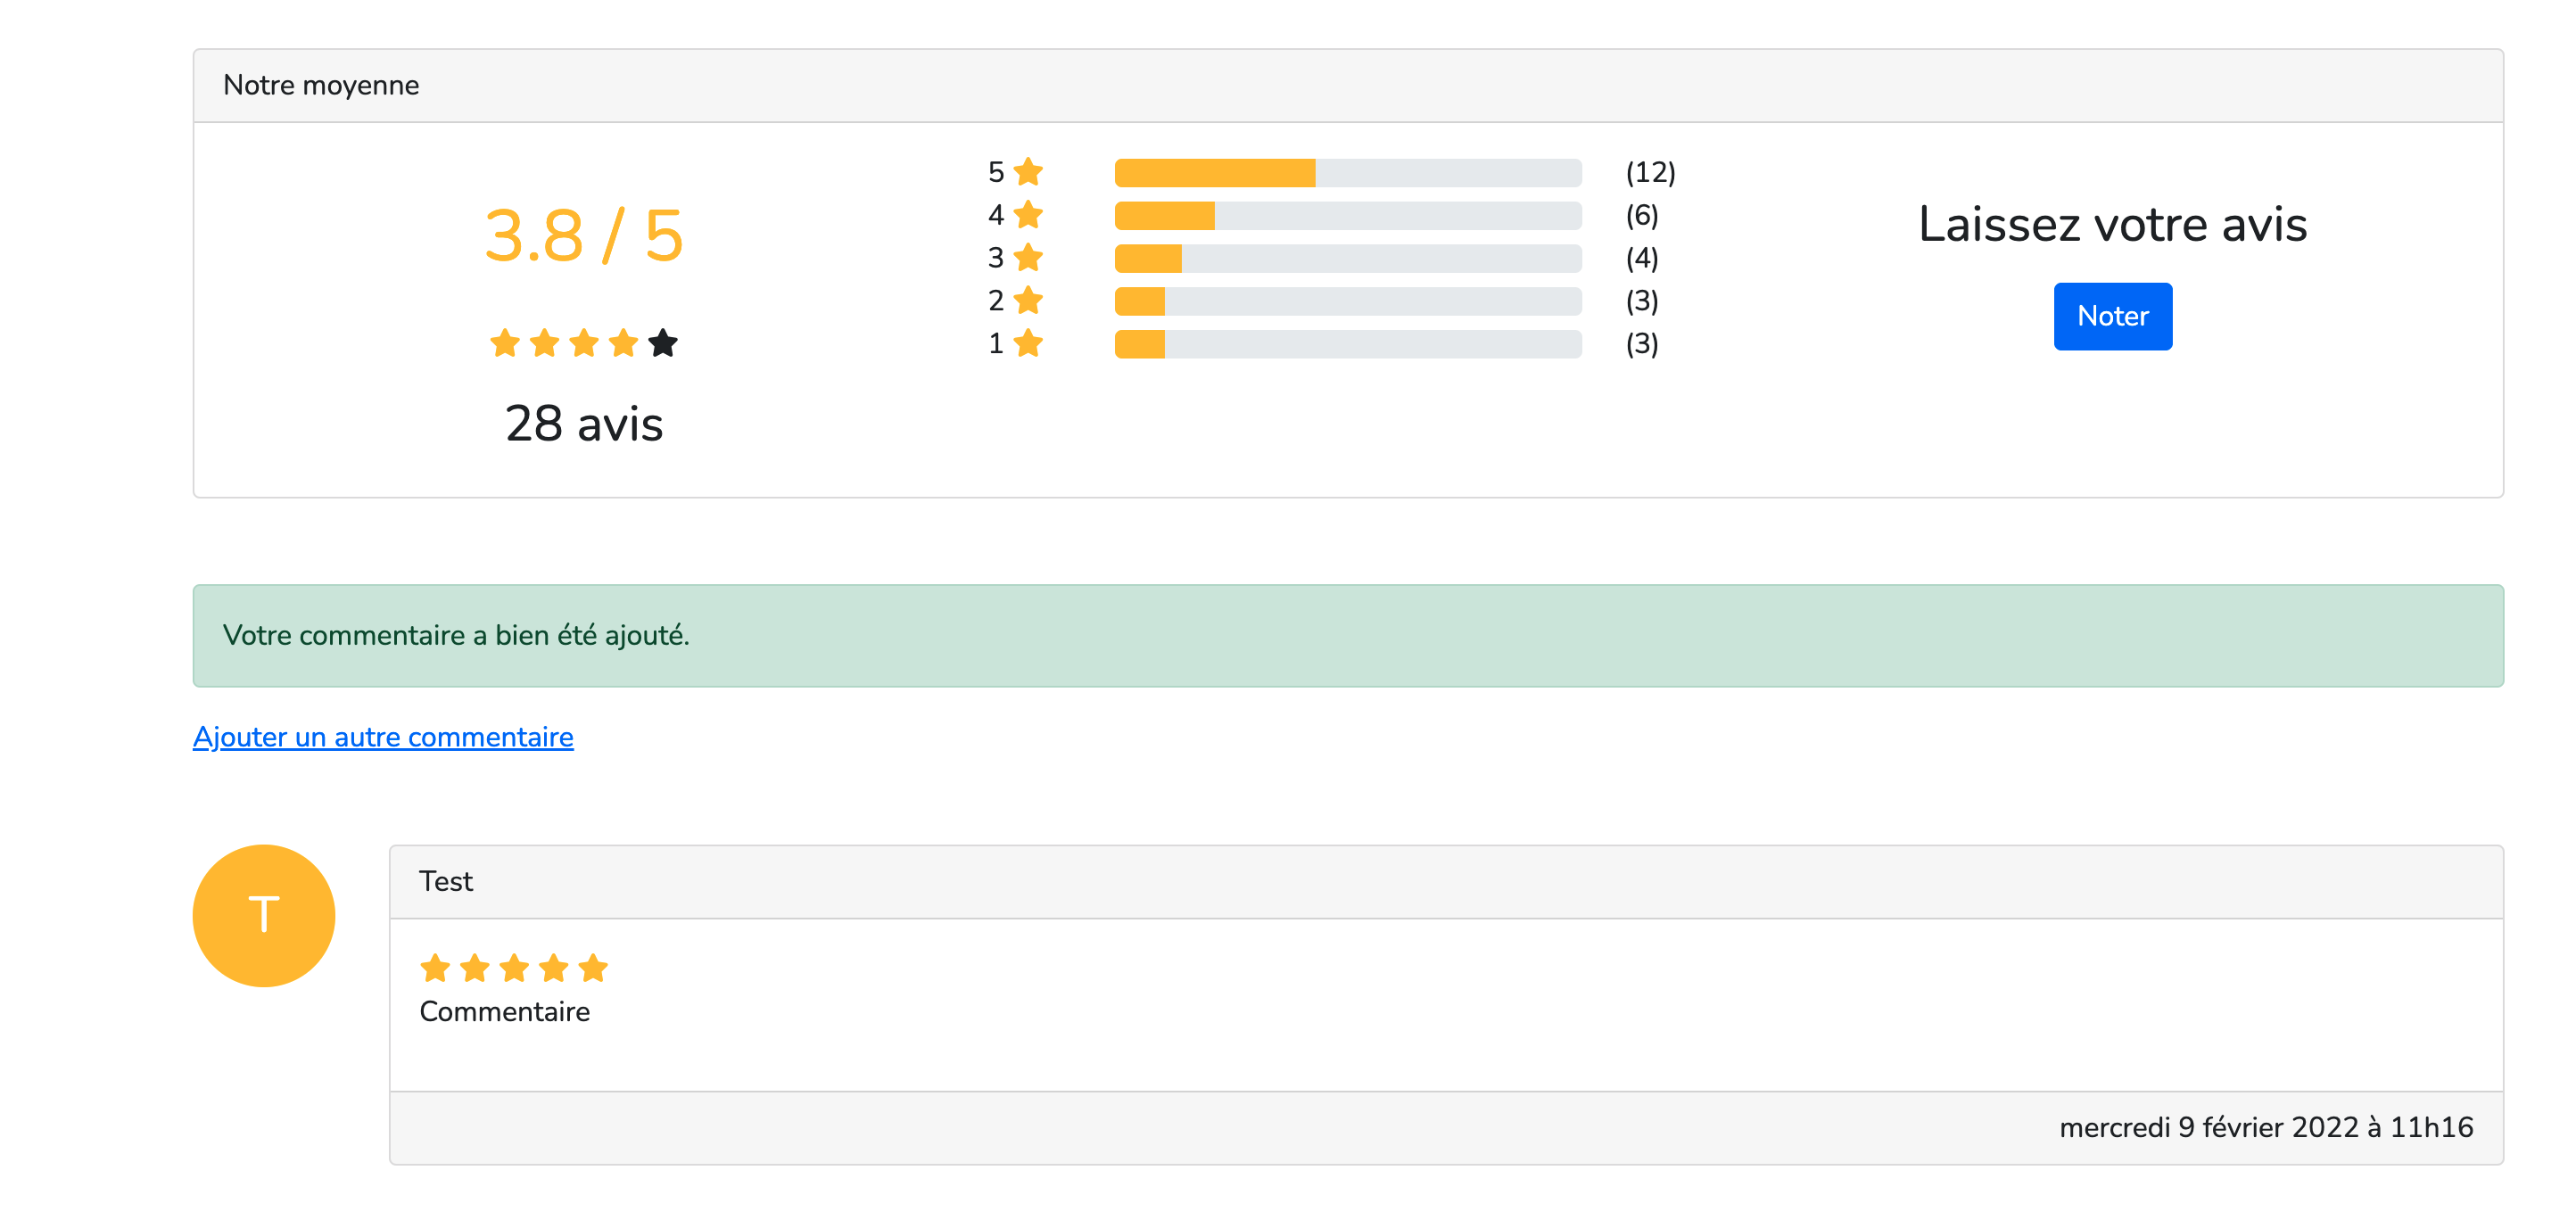 Notre moyenne
3.8 / 5
28 avis
5 (12)
4 (6)
3 (4)
2 (3)
1 (3)
Laissez votre avis
Noter
Votre commentaire a bien été ajouté.
Ajouter un autre commentaire
T
Test
Commentaire
mercredi 9 février 2022 à 11h16